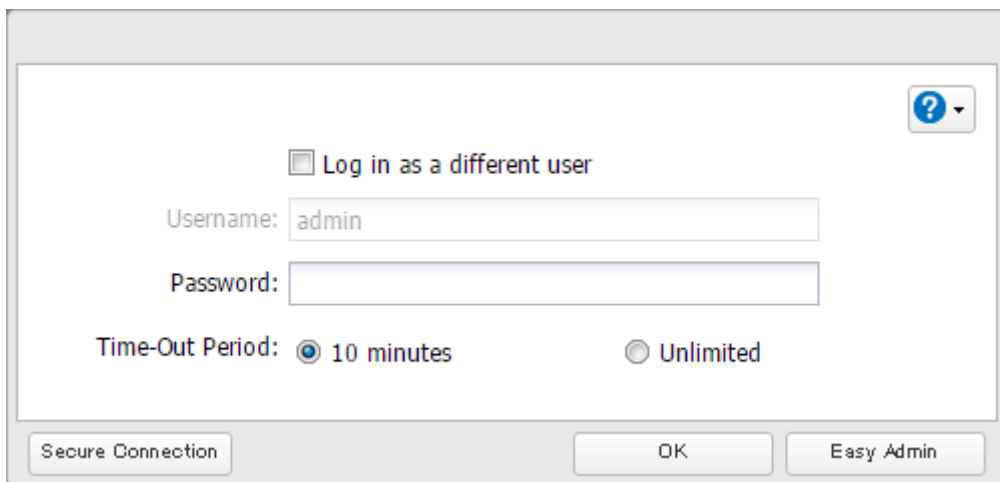 ?
Log in as a different user
Username: admin
Password:
Time-Out Period: 10 minutes Unlimited
Secure Connection OK Easy Admin